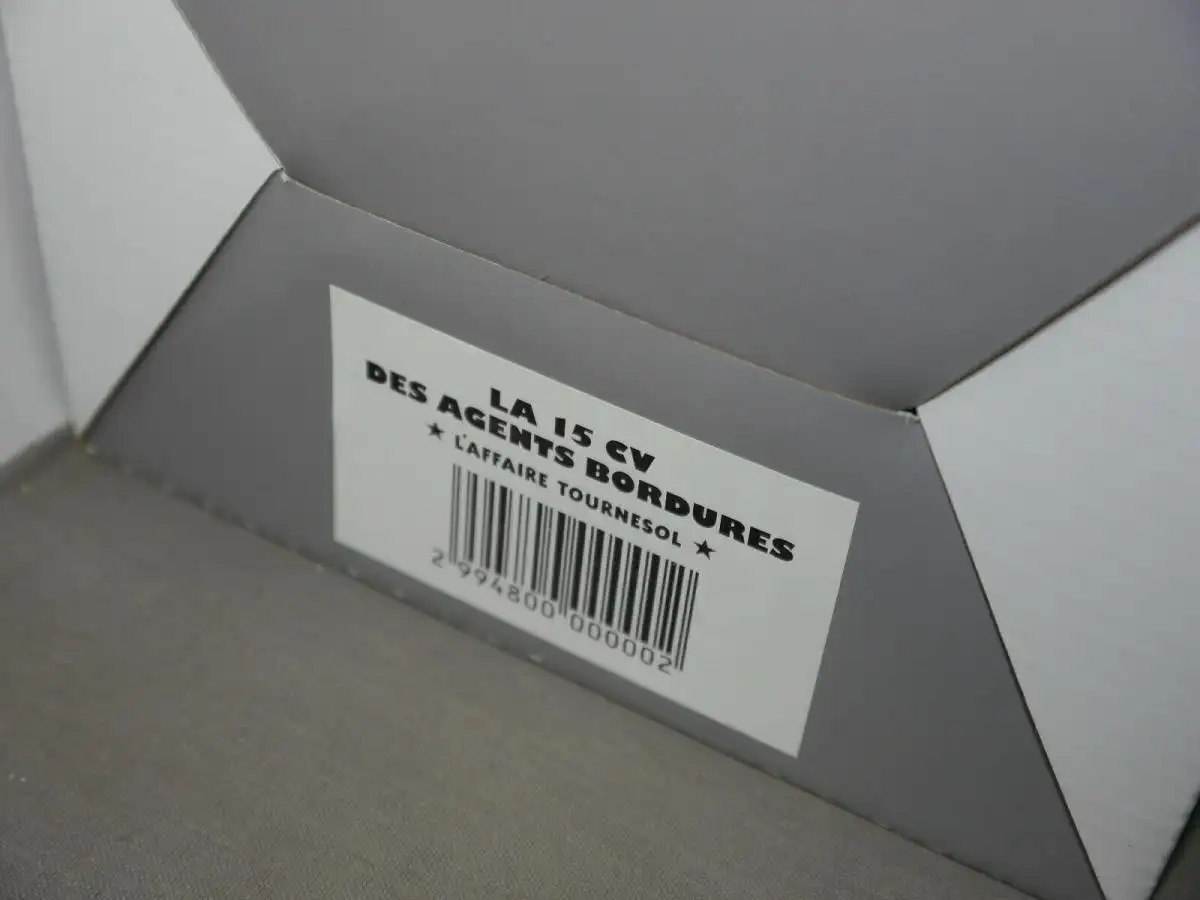 LA 15 CV
DES AGENTS BORDURES
★ L'AFFAIRE TOURNESOL ★
2 994800 000002